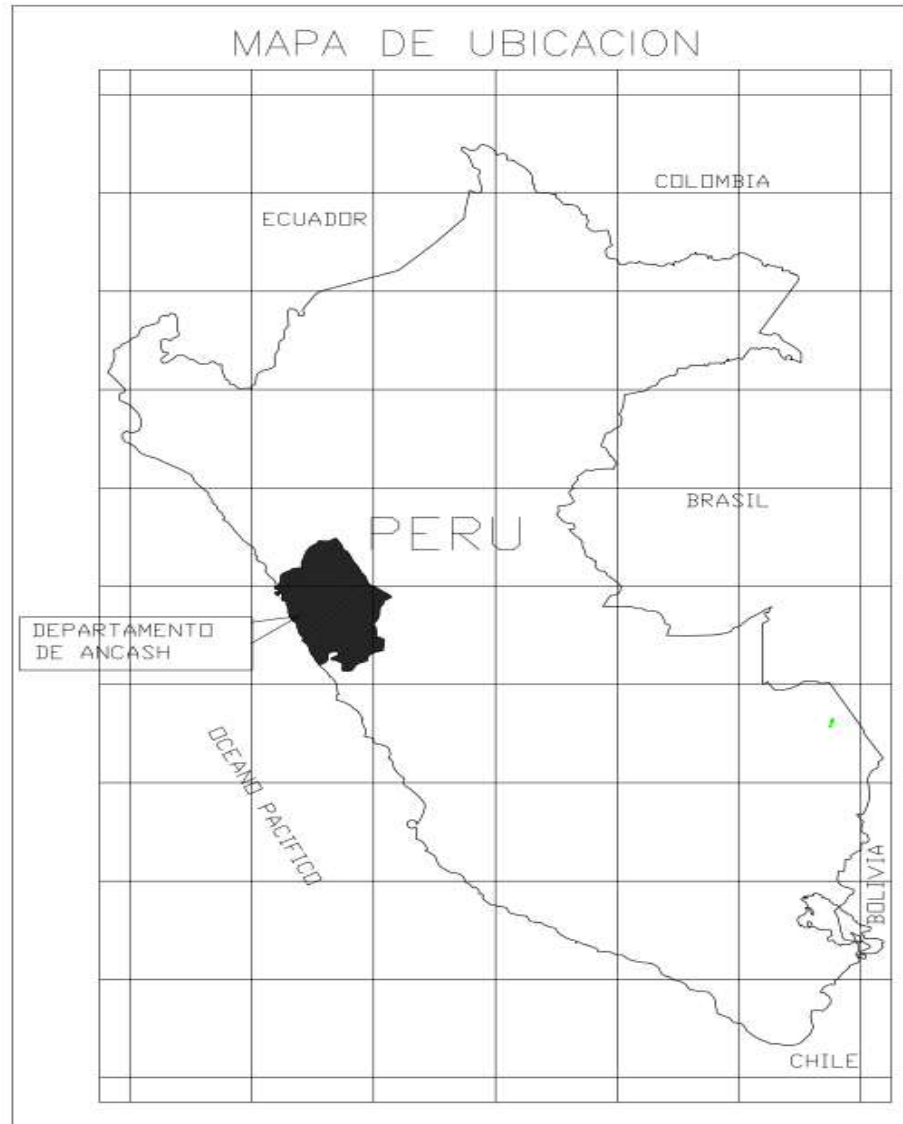 MAPA DE UBICACION
COLOMBIA
ECUADOR
BRASIL
PERU
DEPARTAMENTO
DE ANCASH
OCEANO PACIFICO
BOLIVIA
CHILE